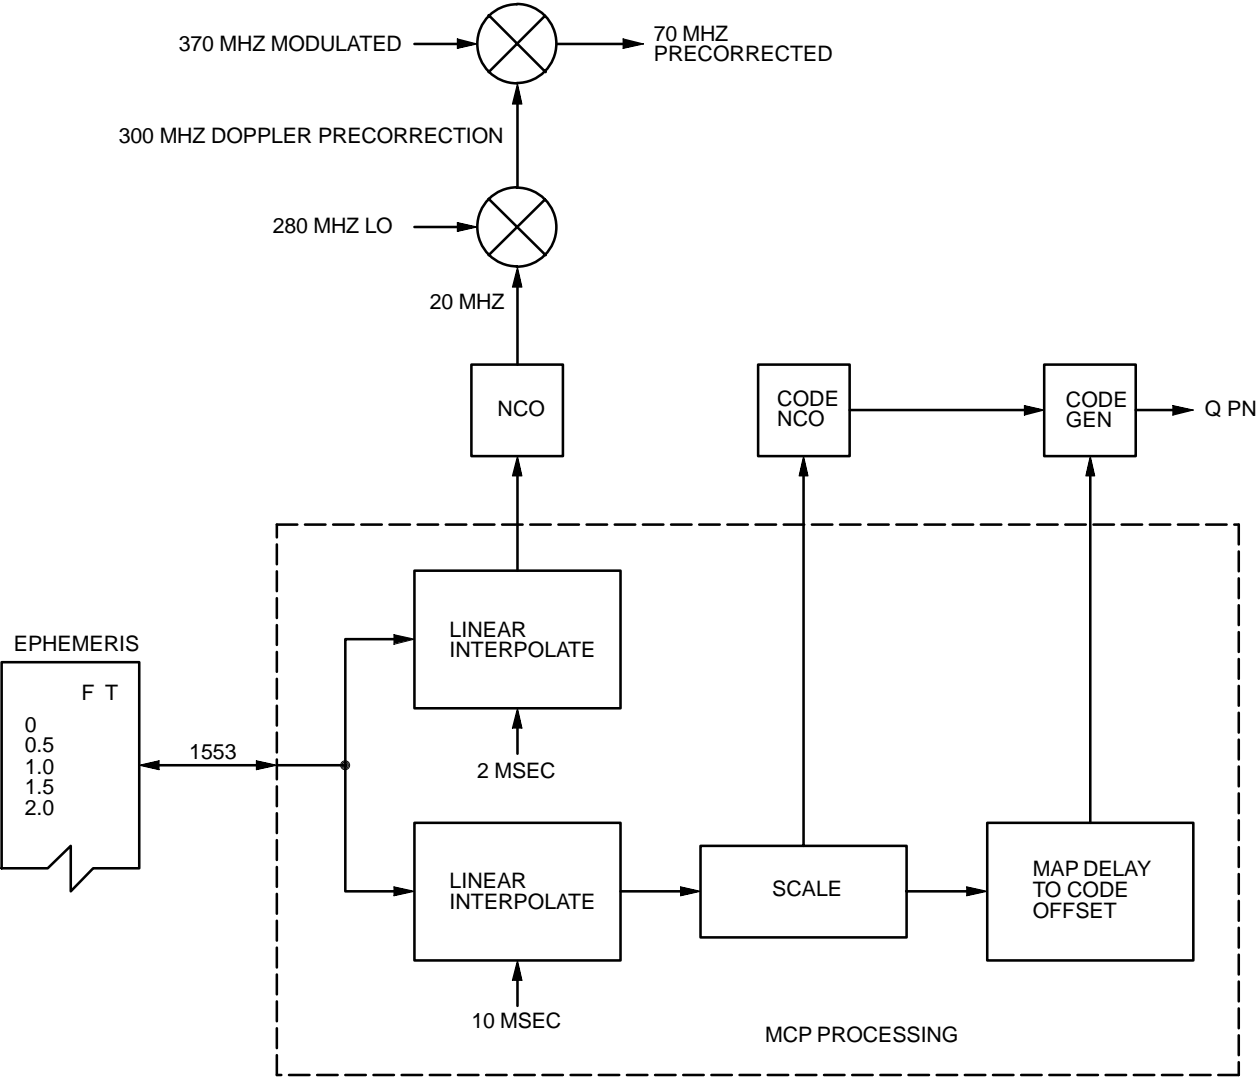 370 MHZ MODULATED
70 MHZ
PRECORRECTED
300 MHZ DOPPLER PRECORRECTION
280 MHZ LO
20 MHZ
NCO
CODE
NCO
CODE
GEN
Q PN
LINEAR
INTERPOLATE
EPHEMERIS
F T
0
0.5
1.0
1.5
2.0
1553
2 MSEC
LINEAR
INTERPOLATE
SCALE
MAP DELAY
TO CODE
OFFSET
10 MSEC
MCP PROCESSING